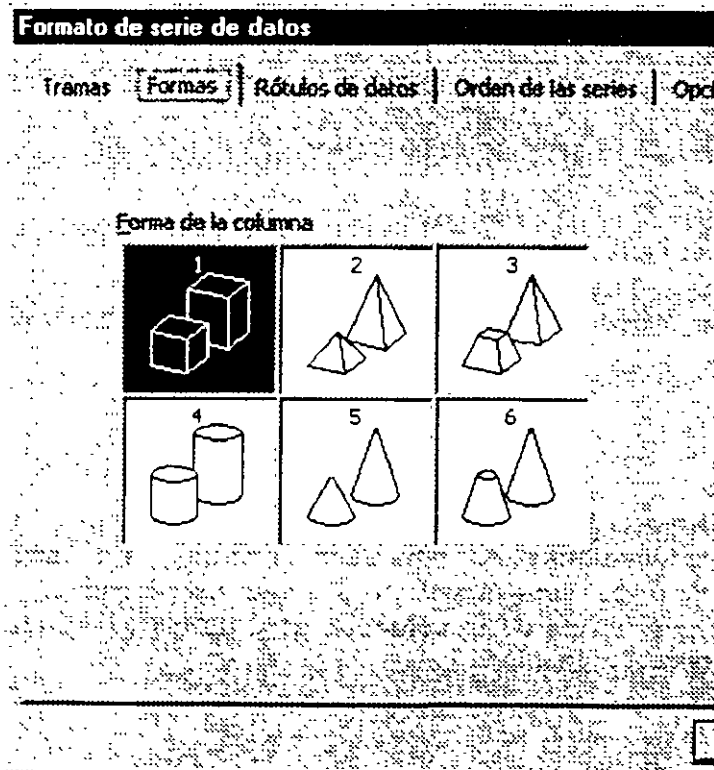 Formato de serie de datos
Tramas Formas Rótulos de datos Orden de las series Opci
Forma de la columna
1 2 3
4 5 6